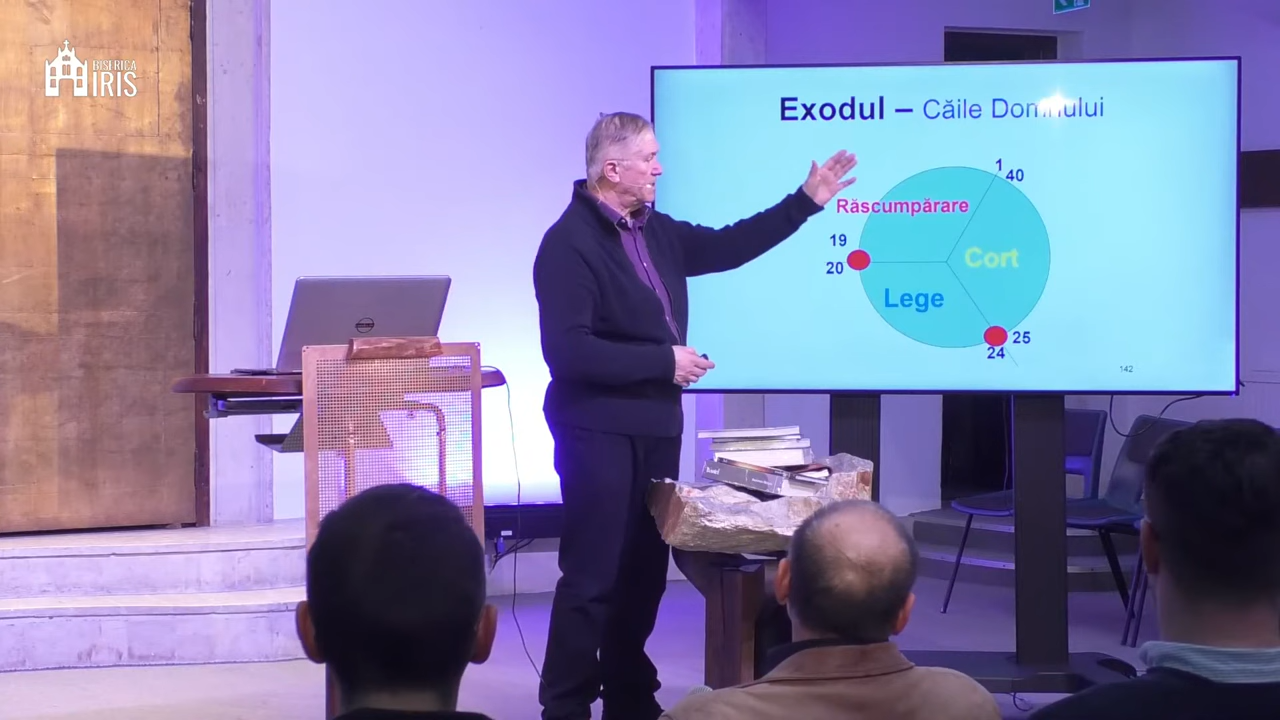 BISERICA
IRIS
Exodul – Căile Domnului
1
40
Răscumpărare
19
Cort
20
Lege
25
24
142